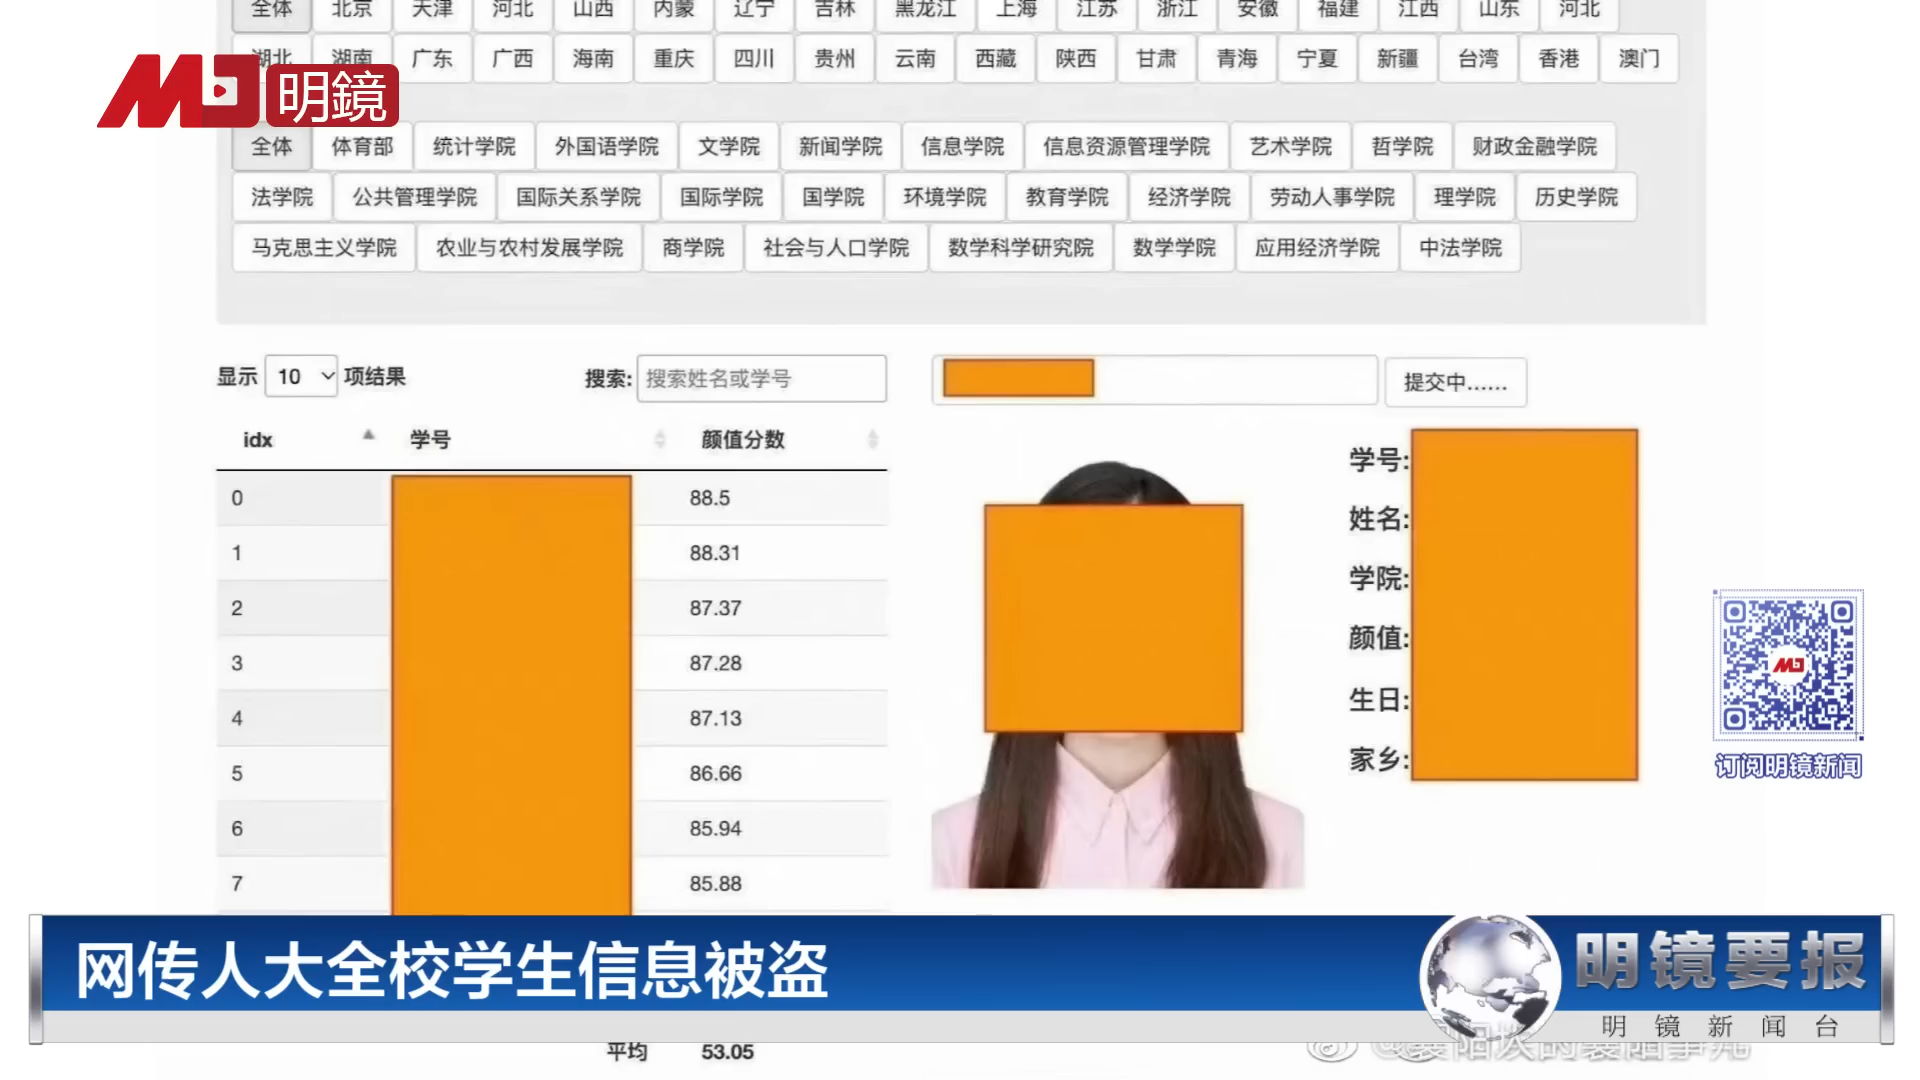 全体 北京 天津 河北 山西 内蒙 辽宁 吉林 黑龙江 上海 江苏 浙江 安徽 福建 江西 山东 河北
湖北 湖南 广东 广西 海南 重庆 四川 贵州 云南 西藏 陕西 甘肃 青海 宁夏 新疆 台湾 香港 澳门
明鏡
全体 体育部 统计学院 外国语学院 文学院 新闻学院 信息学院 信息资源管理学院 艺术学院 哲学院 财政金融学院
法学院 公共管理学院 国际关系学院 国际学院 国学院 环境学院 教育学院 经济学院 劳动人事学院 理学院 历史学院
马克思主义学院 农业与农村发展学院 商学院 社会与人口学院 数学科学研究院 数学学院 应用经济学院 中法学院
显示 10 项结果 搜索: 搜索姓名或学号 提交中......
idx 学号 颜值分数
0 88.5
1 88.31
2 87.37
3 87.28
4 87.13
5 86.66
6 85.94
7 85.88
学号:
姓名:
学院:
颜值:
生日:
家乡:
订阅明镜新闻
网传人大全校学生信息被盗
明镜要报
明镜新闻台
平均 53.05